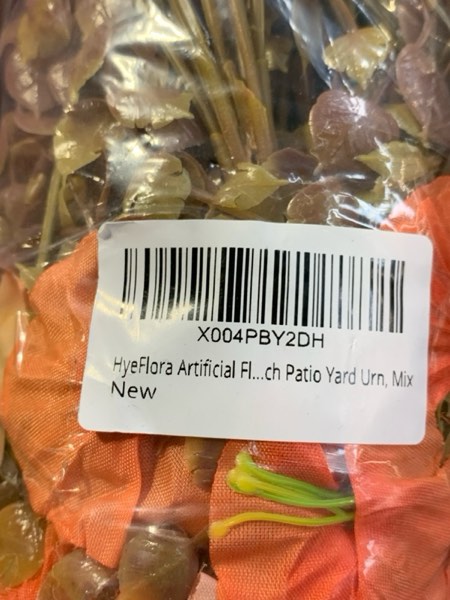 X004PBY2DH
HyeFlora Artificial Fl...ch Patio Yard Urn, Mix
New